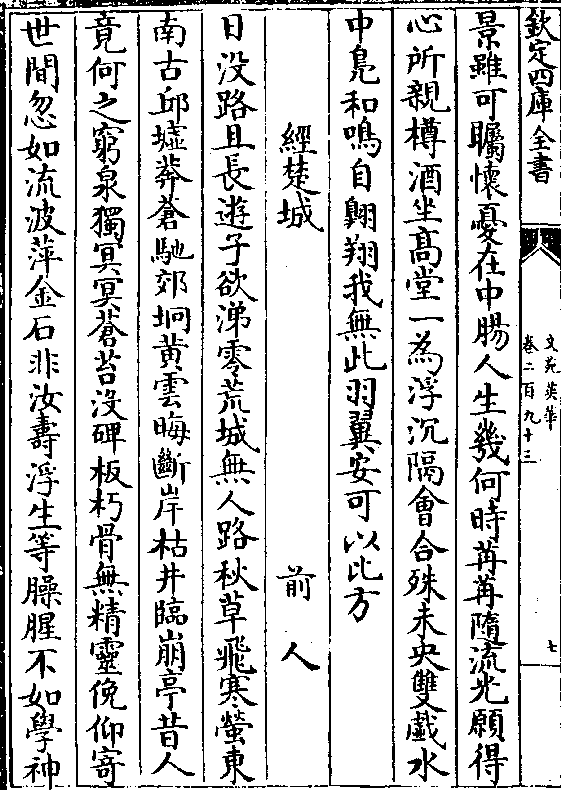 欽定四庫全書
文苑英華
卷二百九十三
七
景雖可矚懷憂在中腸人生幾何時苒苒隨流光願得
心所親樽酒坐高堂一為浮沉隔會合殊未央雙戲水
中鳧和鳴自翺翔我無此羽翼安可以比方
經楚城
前人
日没路且長遊子欲涕零荒城無人路秋草飛寒螢東
南古邱墟莽蒼馳郊坰黄雲晦斷岸枯井臨崩亭昔人
竟何之窮泉獨冥冥蒼苔没碑板朽骨無精靈俛仰寄
世間忽如流波萍金石非汝壽浮生等臊腥不如學神